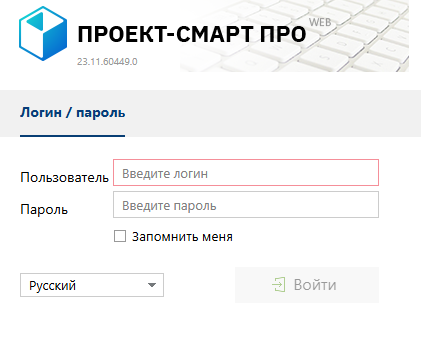 ПРОЕКТ-СМАРТ ПРО WEB
23.11.60449.0
Логин / пароль
Пользователь Введите логин
Пароль Введите пароль
Запомнить меня
Русский Войти